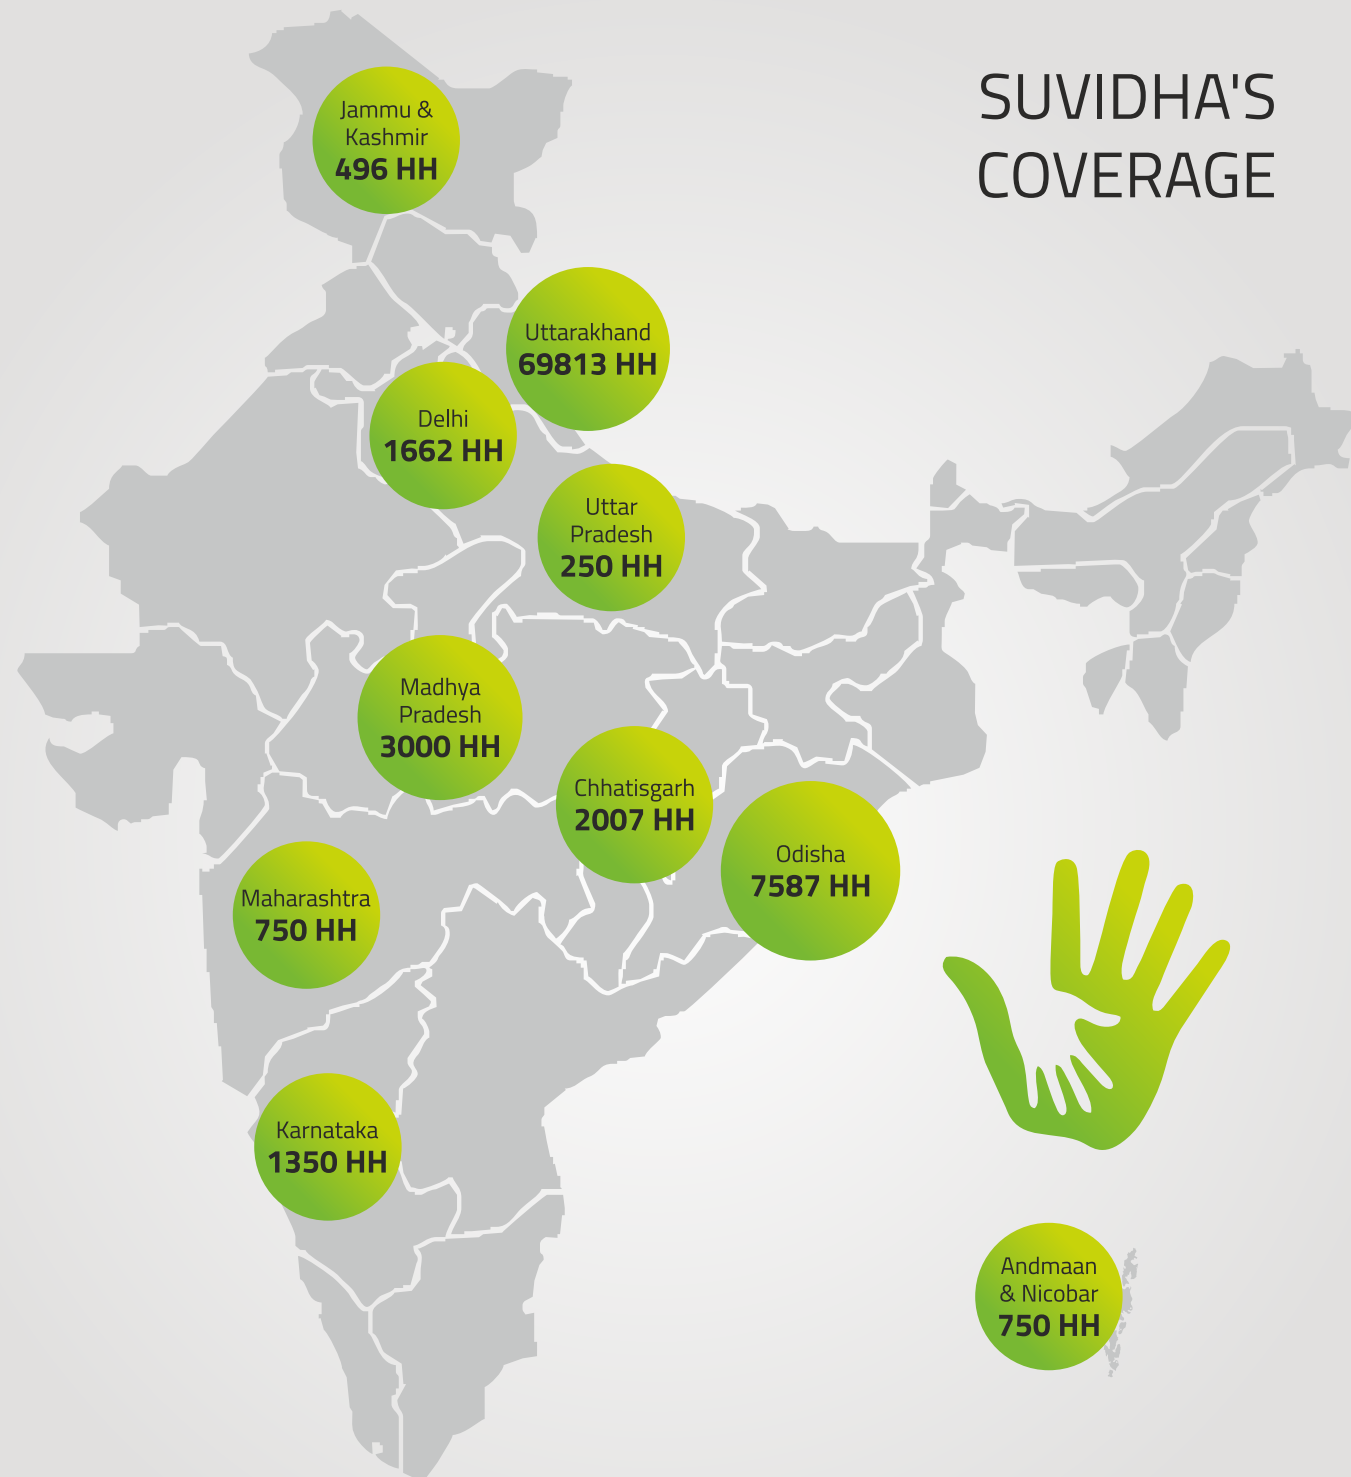 SUVIDHA'S
COVERAGE
Jammu &
Kashmir
496 HH
Uttarakhand
69813 HH
Delhi
1662 HH
Uttar
Pradesh
250 HH
Madhya
Pradesh
3000 HH
Chhatisgarh
2007 HH
Odisha
7587 HH
Maharashtra
750 HH
Karnataka
1350 HH
Andmaan
& Nicobar
750 HH